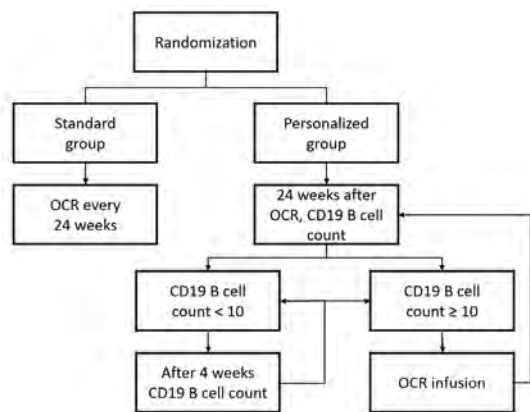 Randomization
Standard
group
Personalized
group
OCR every
24 weeks
24 weeks after
OCR, CD19 B cell
count
CD19 B cell
count < 10
CD19 B cell
count ≥ 10
After 4 weeks
CD19 B cell count
OCR infusion